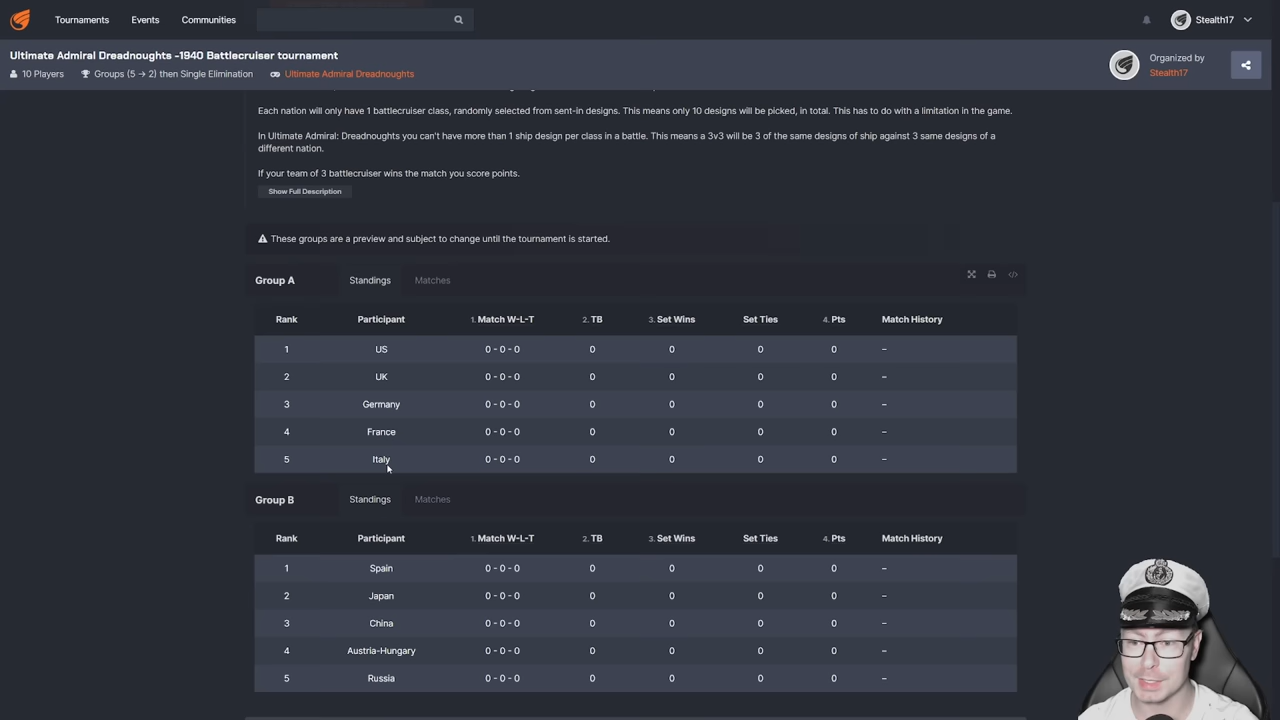 Tournaments Events Communities Stealth17
Ultimate Admiral Dreadnoughts -1940 Battlecruiser tournament
10 Players Groups (5 → 2) then Single Elimination Ultimate Admiral Dreadnoughts
Organized by
Stealth17
Each nation will only have 1 battlecruiser class, randomly selected from sent-in designs. This means only 10 designs will be picked, in total. This has to do with a limitation in the game.
In Ultimate Admiral: Dreadnoughts you can't have more than 1 ship design per class in a battle. This means a 3v3 will be 3 of the same designs of ship against 3 same designs of a
different nation.
If your team of 3 battlecruiser wins the match you score points.
Show Full Description
These groups are a preview and subject to change until the tournament is started.
Group A Standings Matches
Rank Participant 1. Match W-L-T 2. TB 3. Set Wins Set Ties 4. Pts Match History
1 US 0 - 0 - 0 0 0 0 0 –
2 UK 0 - 0 - 0 0 0 0 0 –
3 Germany 0 - 0 - 0 0 0 0 0 –
4 France 0 - 0 - 0 0 0 0 0 –
5 Italy 0 - 0 - 0 0 0 0 0 –
Group B Standings Matches
Rank Participant 1. Match W-L-T 2. TB 3. Set Wins Set Ties 4. Pts Match History
1 Spain 0 - 0 - 0 0 0 0 0 –
2 Japan 0 - 0 - 0 0 0 0 0 –
3 China 0 - 0 - 0 0 0 0 0 –
4 Austria-Hungary 0 - 0 - 0 0 0 0 0 –
5 Russia 0 - 0 - 0 0 0 0 0 –